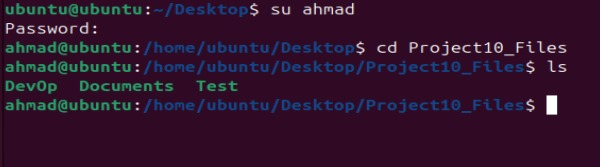 ubuntu@ubuntu:~/Desktop$ su ahmad
Password:
ahmad@ubuntu:/home/ubuntu/Desktop$ cd Project10_Files
ahmad@ubuntu:/home/ubuntu/Desktop/Project10_Files$ ls
DevOp  Documents  Test
ahmad@ubuntu:/home/ubuntu/Desktop/Project10_Files$